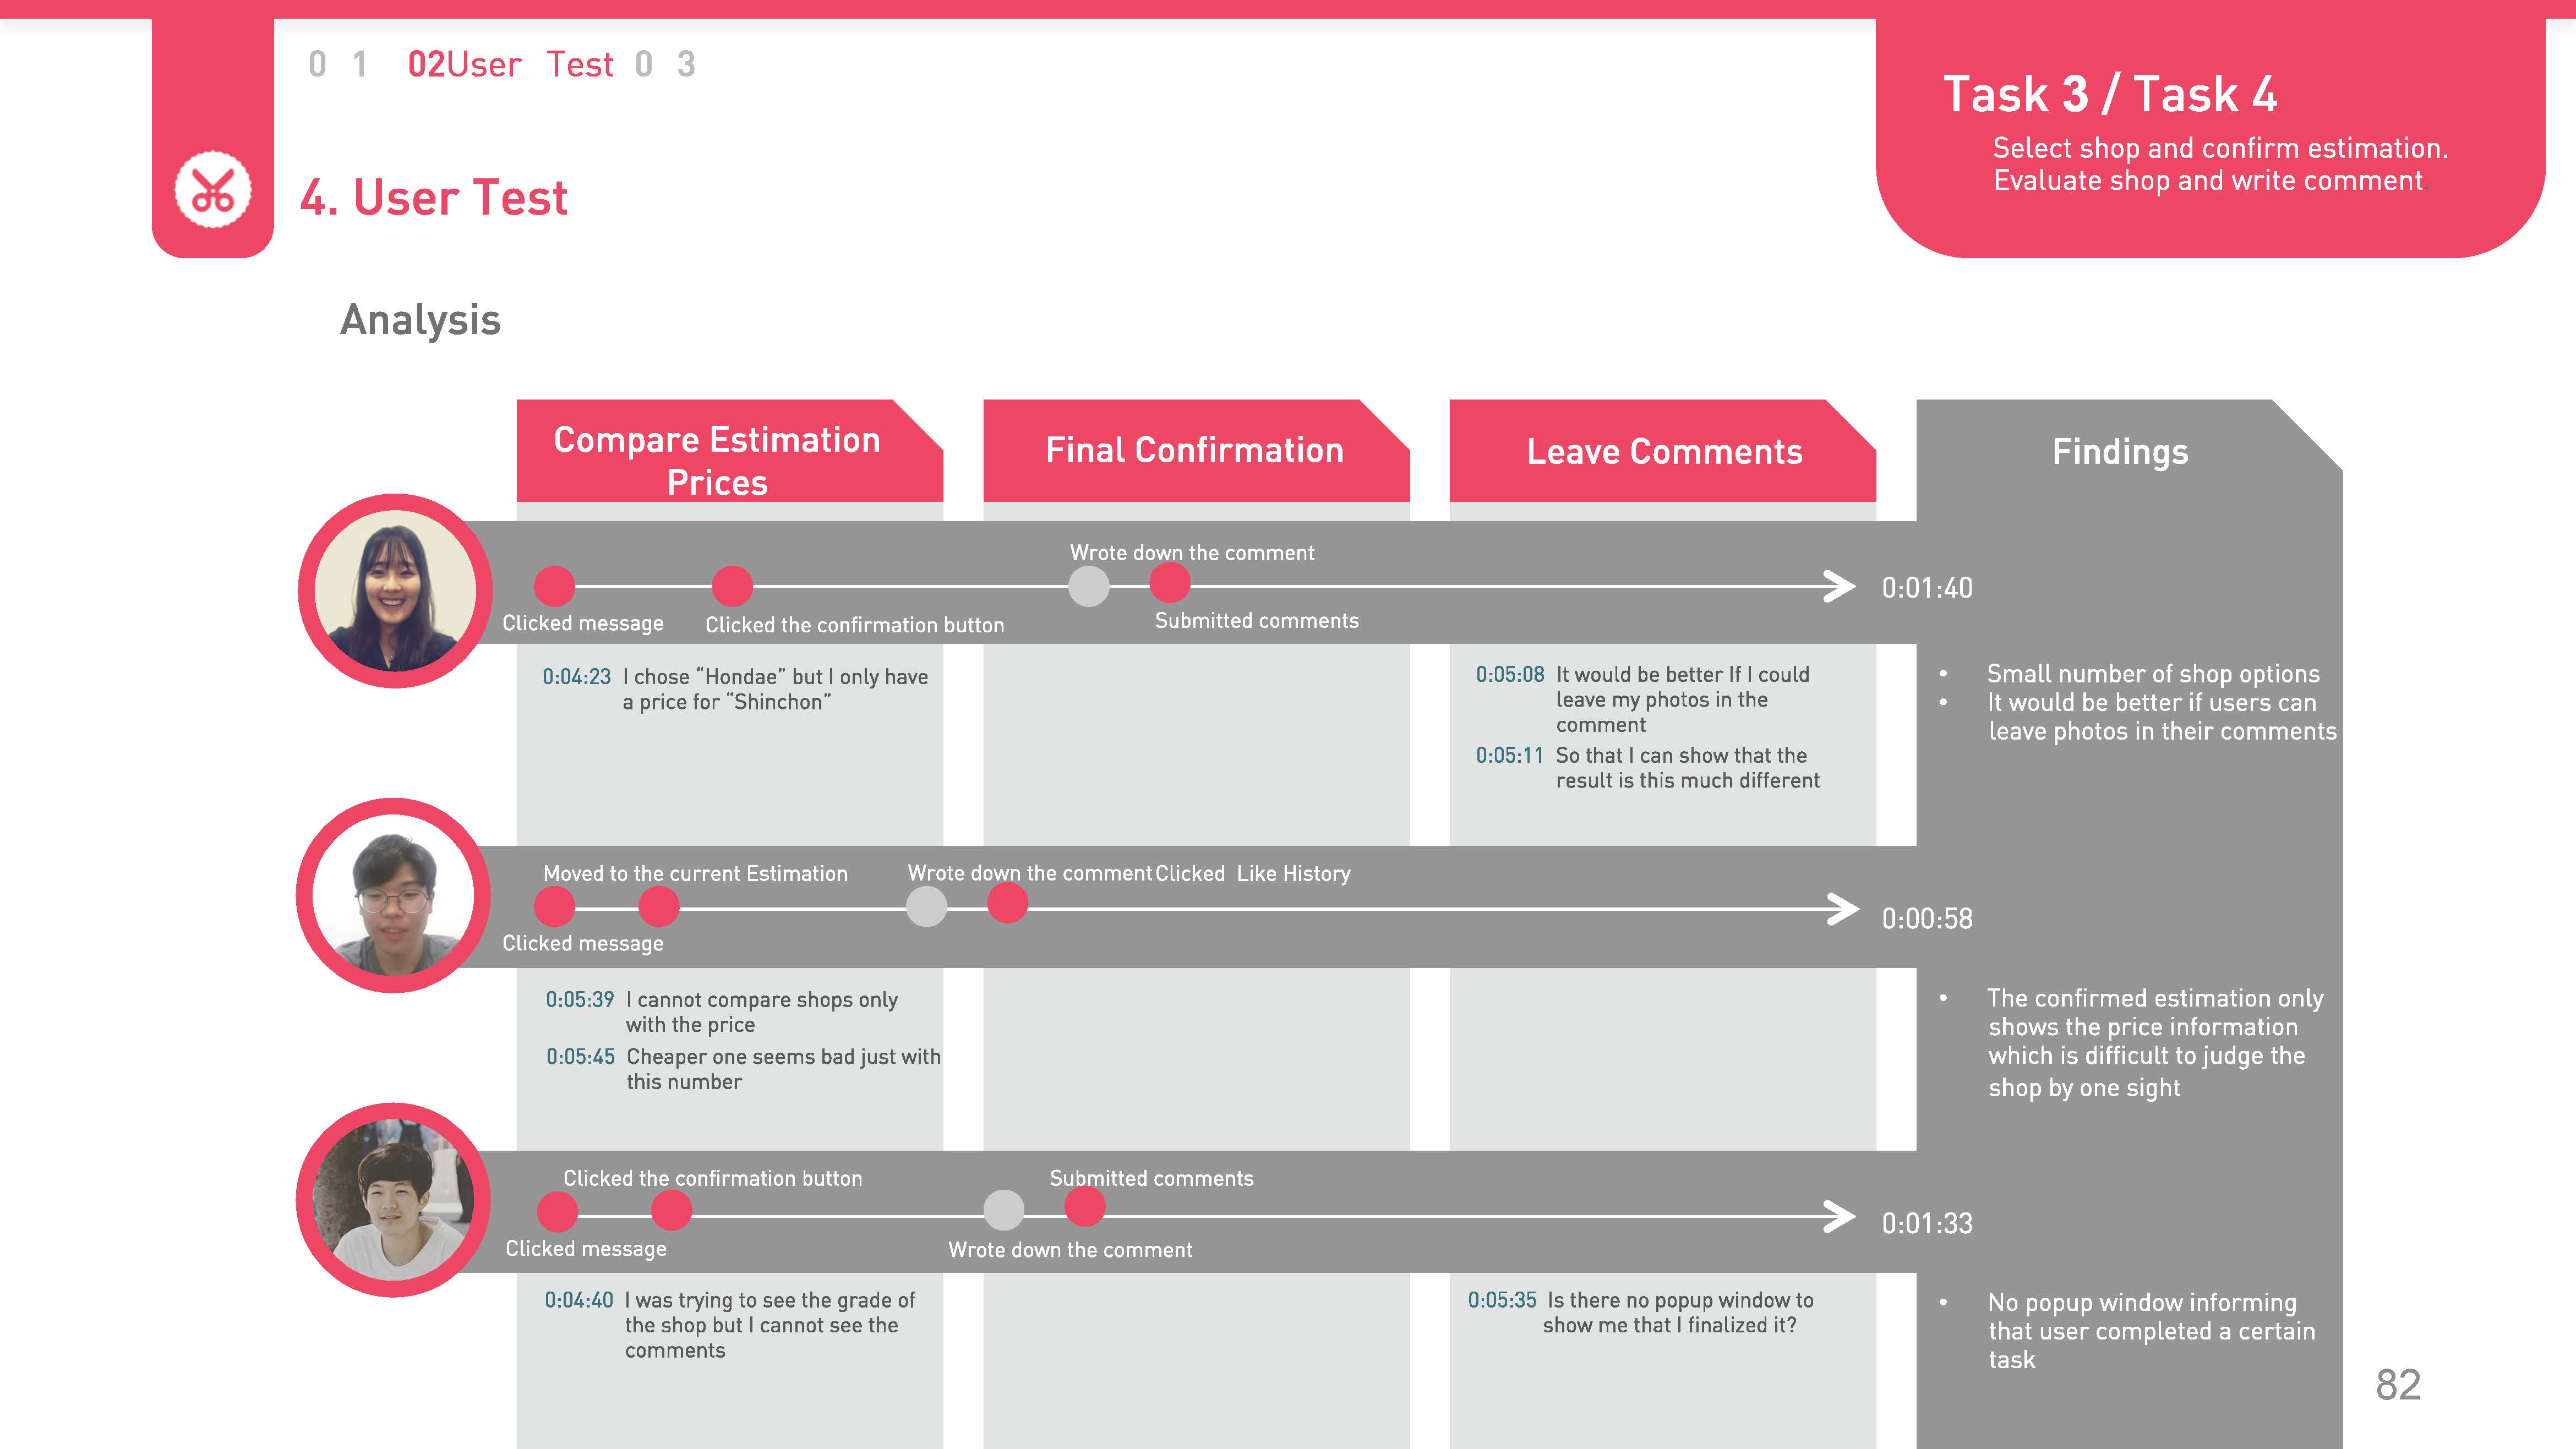 0 1 02User Test 0 3
Task 3 / Task 4
Select shop and confirm estimation.
Evaluate shop and write comment.
4. User Test
Analysis
Compare Estimation
Prices
Final Confirmation
Leave Comments
Findings
Wrote down the comment
0:01:40
Clicked message
Clicked the confirmation button
Submitted comments
0:04:23 I chose “Hondae” but I only have
a price for “Shinchon”
0:05:08 It would be better If I could
leave my photos in the
comment
0:05:11 So that I can show that the
result is this much different
• Small number of shop options
• It would be better if users can
leave photos in their comments
Moved to the current Estimation
Wrote down the comment
Clicked Like History
0:00:58
Clicked message
0:05:39 I cannot compare shops only
with the price
0:05:45 Cheaper one seems bad just with
this number
• The confirmed estimation only
shows the price information
which is difficult to judge the
shop by one sight
Clicked the confirmation button
Submitted comments
0:01:33
Clicked message
Wrote down the comment
0:04:40 I was trying to see the grade of
the shop but I cannot see the
comments
0:05:35 Is there no popup window to
show me that I finalized it?
• No popup window informing
that user completed a certain
task
82